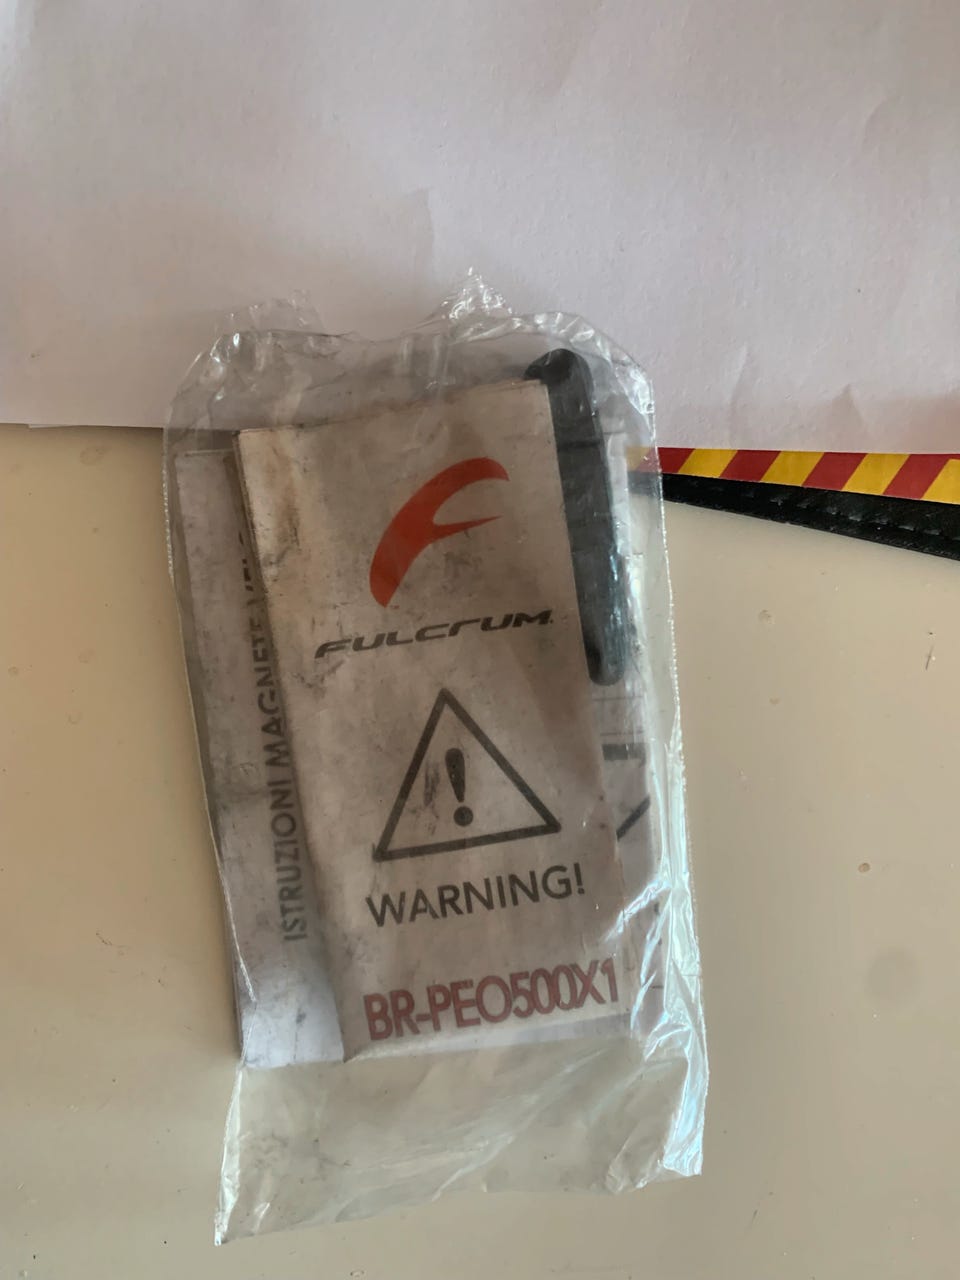 FULCRUM
WARNING!
BR-PEO500X1
ISTRUZIONI MAGNETE